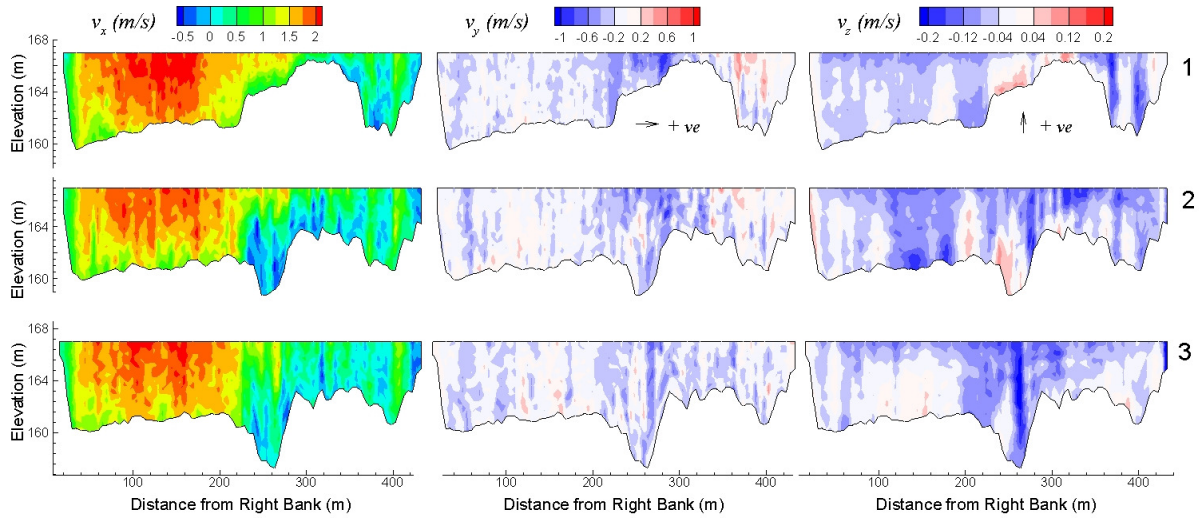 v_x (m/s) v_y (m/s) v_z (m/s)
-0.5 0 0.5 1 1.5 2 -1 -0.6 -0.2 0.2 0.6 1 -0.2 -0.12 -0.04 0.04 0.12 0.2
168
164
160
Elevation (m)
+ ve + ve
1
168
164
160
Elevation (m)
2
168
164
160
Elevation (m)
3
100 200 300 400 100 200 300 400 100 200 300 400
Distance from Right Bank (m) Distance from Right Bank (m) Distance from Right Bank (m)